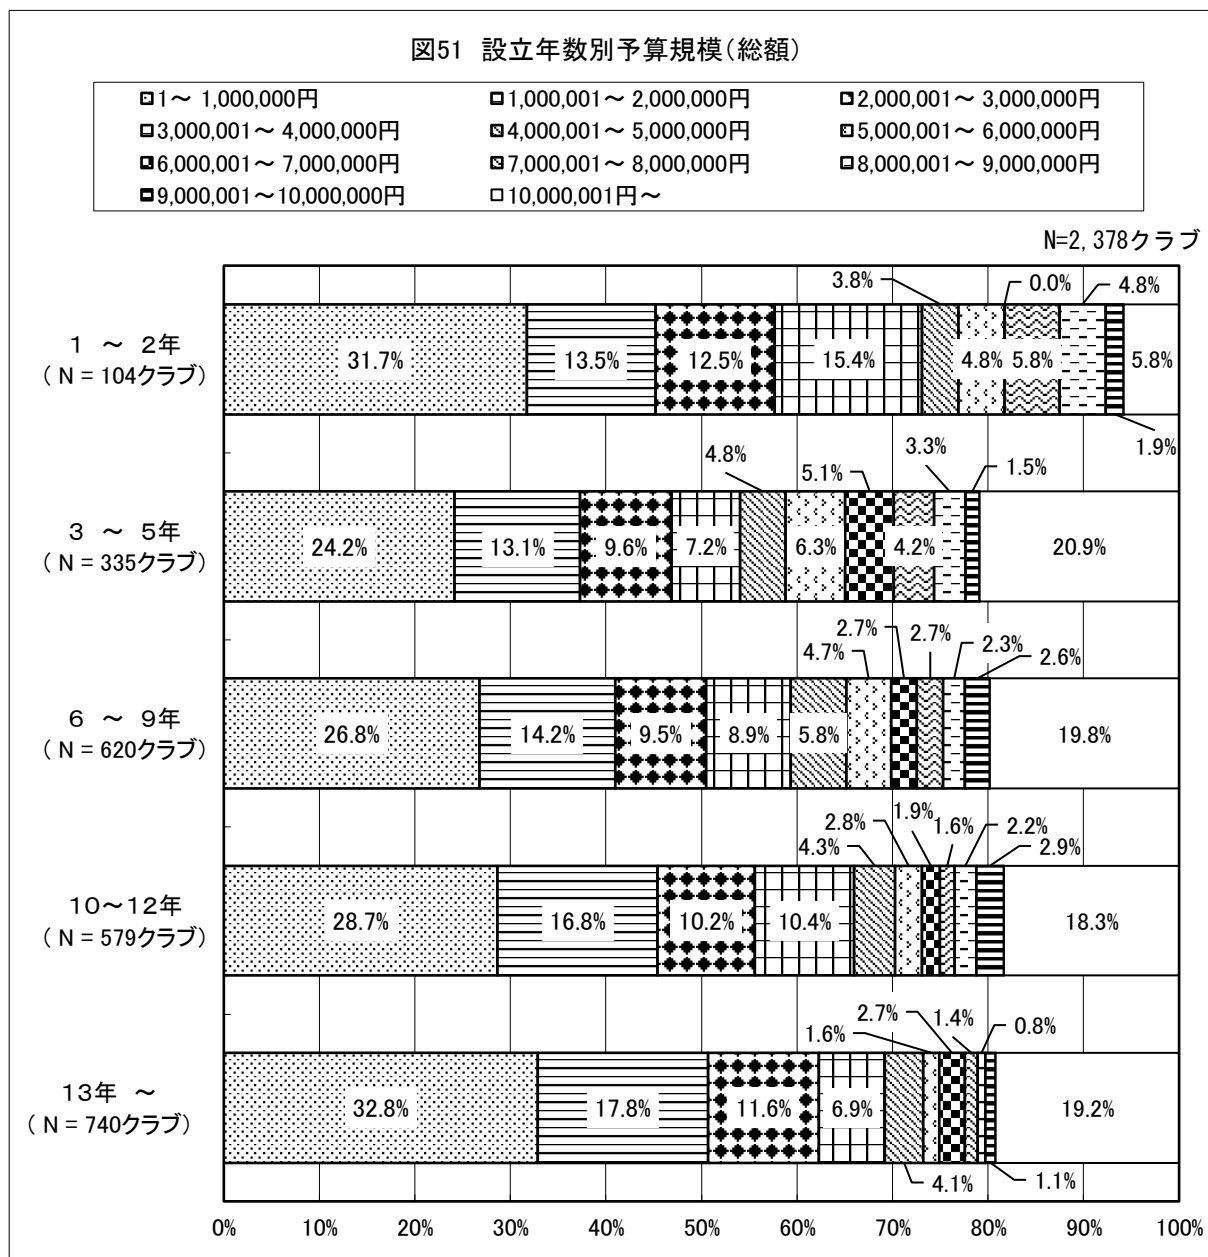 図51 設立年数別予算規模(総額)
1～ 1,000,000円 1,000,001～ 2,000,000円 2,000,001～ 3,000,000円
3,000,001～ 4,000,000円 4,000,001～ 5,000,000円 5,000,001～ 6,000,000円
6,000,001～ 7,000,000円 7,000,001～ 8,000,000円 8,000,001～ 9,000,000円
9,000,001～10,000,000円 10,000,001円～
N=2,378クラブ
3.8% 0.0% 4.8%
1 ～ 2年
( N = 104クラブ)
31.7% 13.5% 12.5% 15.4% 4.8% 5.8% 5.8%
1.9%
4.8% 5.1% 3.3% 1.5%
3 ～ 5年
( N = 335クラブ)
24.2% 13.1% 9.6% 7.2% 6.3% 4.2% 20.9%
4.7% 2.7% 2.7% 2.3% 2.6%
6 ～ 9年
( N = 620クラブ)
26.8% 14.2% 9.5% 8.9% 5.8% 19.8%
4.3% 2.8% 1.9% 1.6% 2.2% 2.9%
10～12年
( N = 579クラブ)
28.7% 16.8% 10.2% 10.4% 18.3%
1.6% 2.7% 1.4% 0.8%
13年 ～
( N = 740クラブ)
32.8% 17.8% 11.6% 6.9% 19.2%
4.1% 1.1%
0% 10% 20% 30% 40% 50% 60% 70% 80% 90% 100%